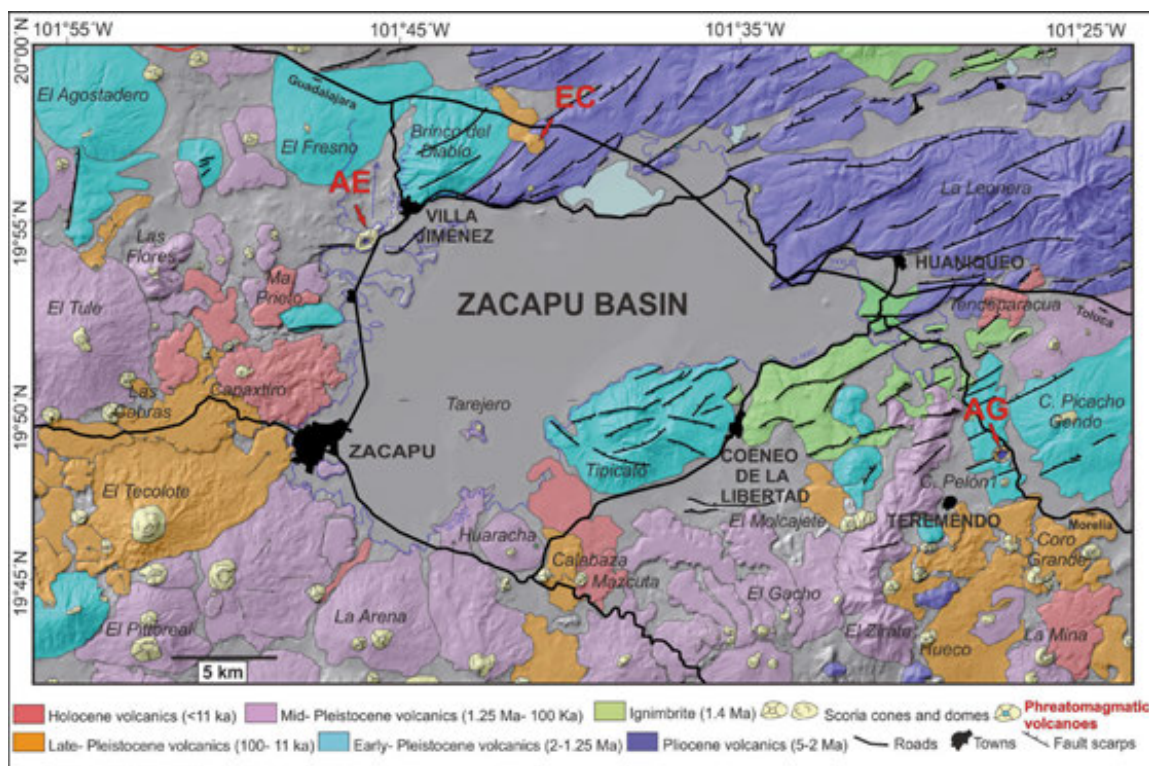 101°55´W
101°45´W
101°35´W
101°25´W
20°00´N
19°55´N
19°50´N
19°45´N
El Agostadero
Guadalajara
El Fresno
Brinco del
Diablo
EC
AE
VILLA
JIMÉNEZ
La Leonera
Las
Flores
Ma.
Prieto
HUANIQUEO
El Tule
ZACAPU BASIN
Tendeparacua
Toluca
Capaxtiro
Las
Cabras
Tarejero
C. Picacho
Gendo
AG
ZACAPU
Tipicato
COENEO
DE LA
LIBERTAD
C. Pelón1
El Tecolote
TEREMENDO
El Molcajete
Morelia
Huaracha
Coro
Grande
Calabaza
Mazcuta
El Gacho
El Pittoreal
La Arena
El Zirate
Hueco
La Mina
5 km
Holocene volcanics (<11 ka)
Mid- Pleistocene volcanics (1.25 Ma- 100 Ka)
Ignimbrite (1.4 Ma)
Scoria cones and domes
Phreatomagmatic
volcanoes
Late- Pleistocene volcanics (100- 11 ka)
Early- Pleistocene volcanics (2-1.25 Ma)
Pliocene volcanics (5-2 Ma)
Roads
Towns
Fault scarps